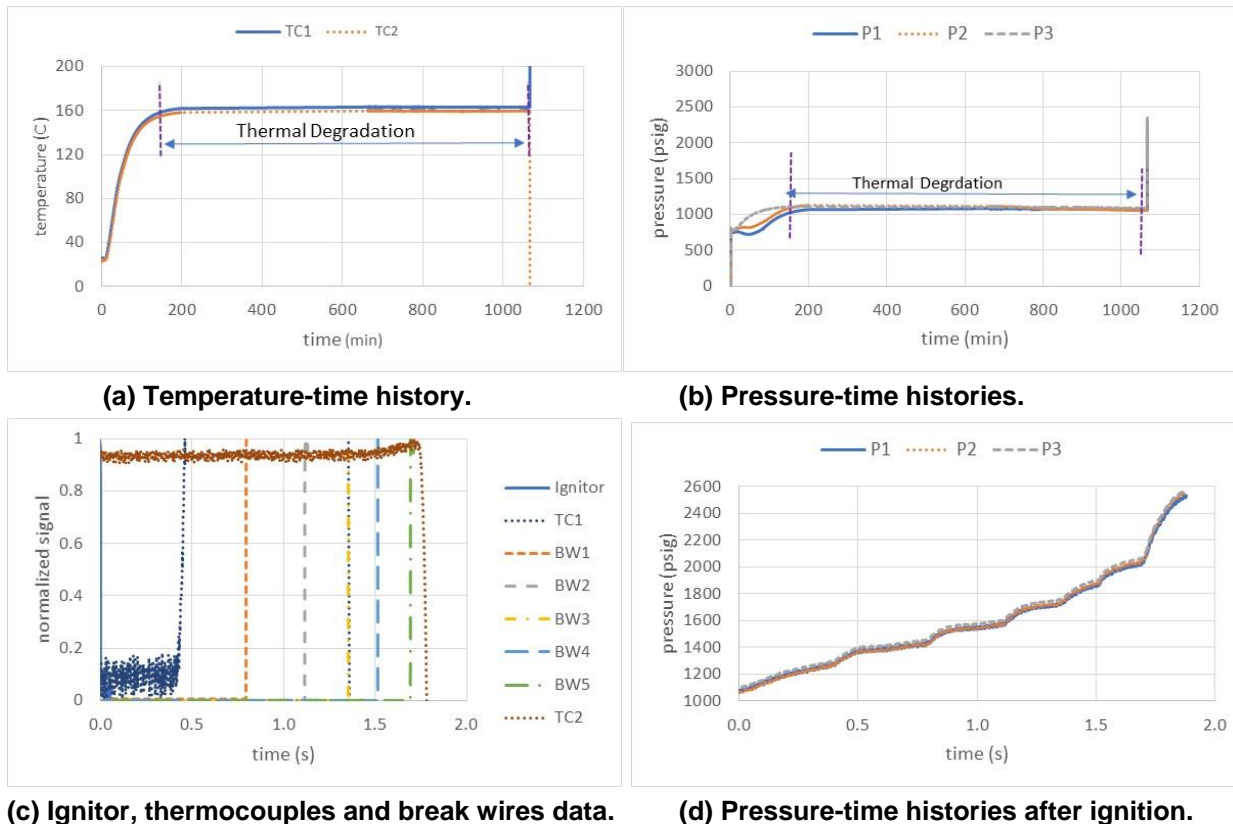 TC1 TC2
200
160
120
80
40
0
temperature (C)
Thermal Degradation
0 200 400 600 800 1000 1200
time (min)
(a) Temperature-time history.
P1 P2 P3
3000
2500
2000
1500
1000
500
0
pressure (psig)
Thermal Degrdation
0 200 400 600 800 1000 1200
time (min)
(b) Pressure-time histories.
1
0.8
0.6
0.4
0.2
0
normalized signal
0.0 0.5 1.0 1.5 2.0
time (s)
Ignitor
TC1
BW1
BW2
BW3
BW4
BW5
TC2
(c) Ignitor, thermocouples and break wires data.
P1 P2 P3
2600
2400
2200
2000
1800
1600
1400
1200
1000
pressure (psig)
0.0 0.5 1.0 1.5 2.0
time (s)
(d) Pressure-time histories after ignition.